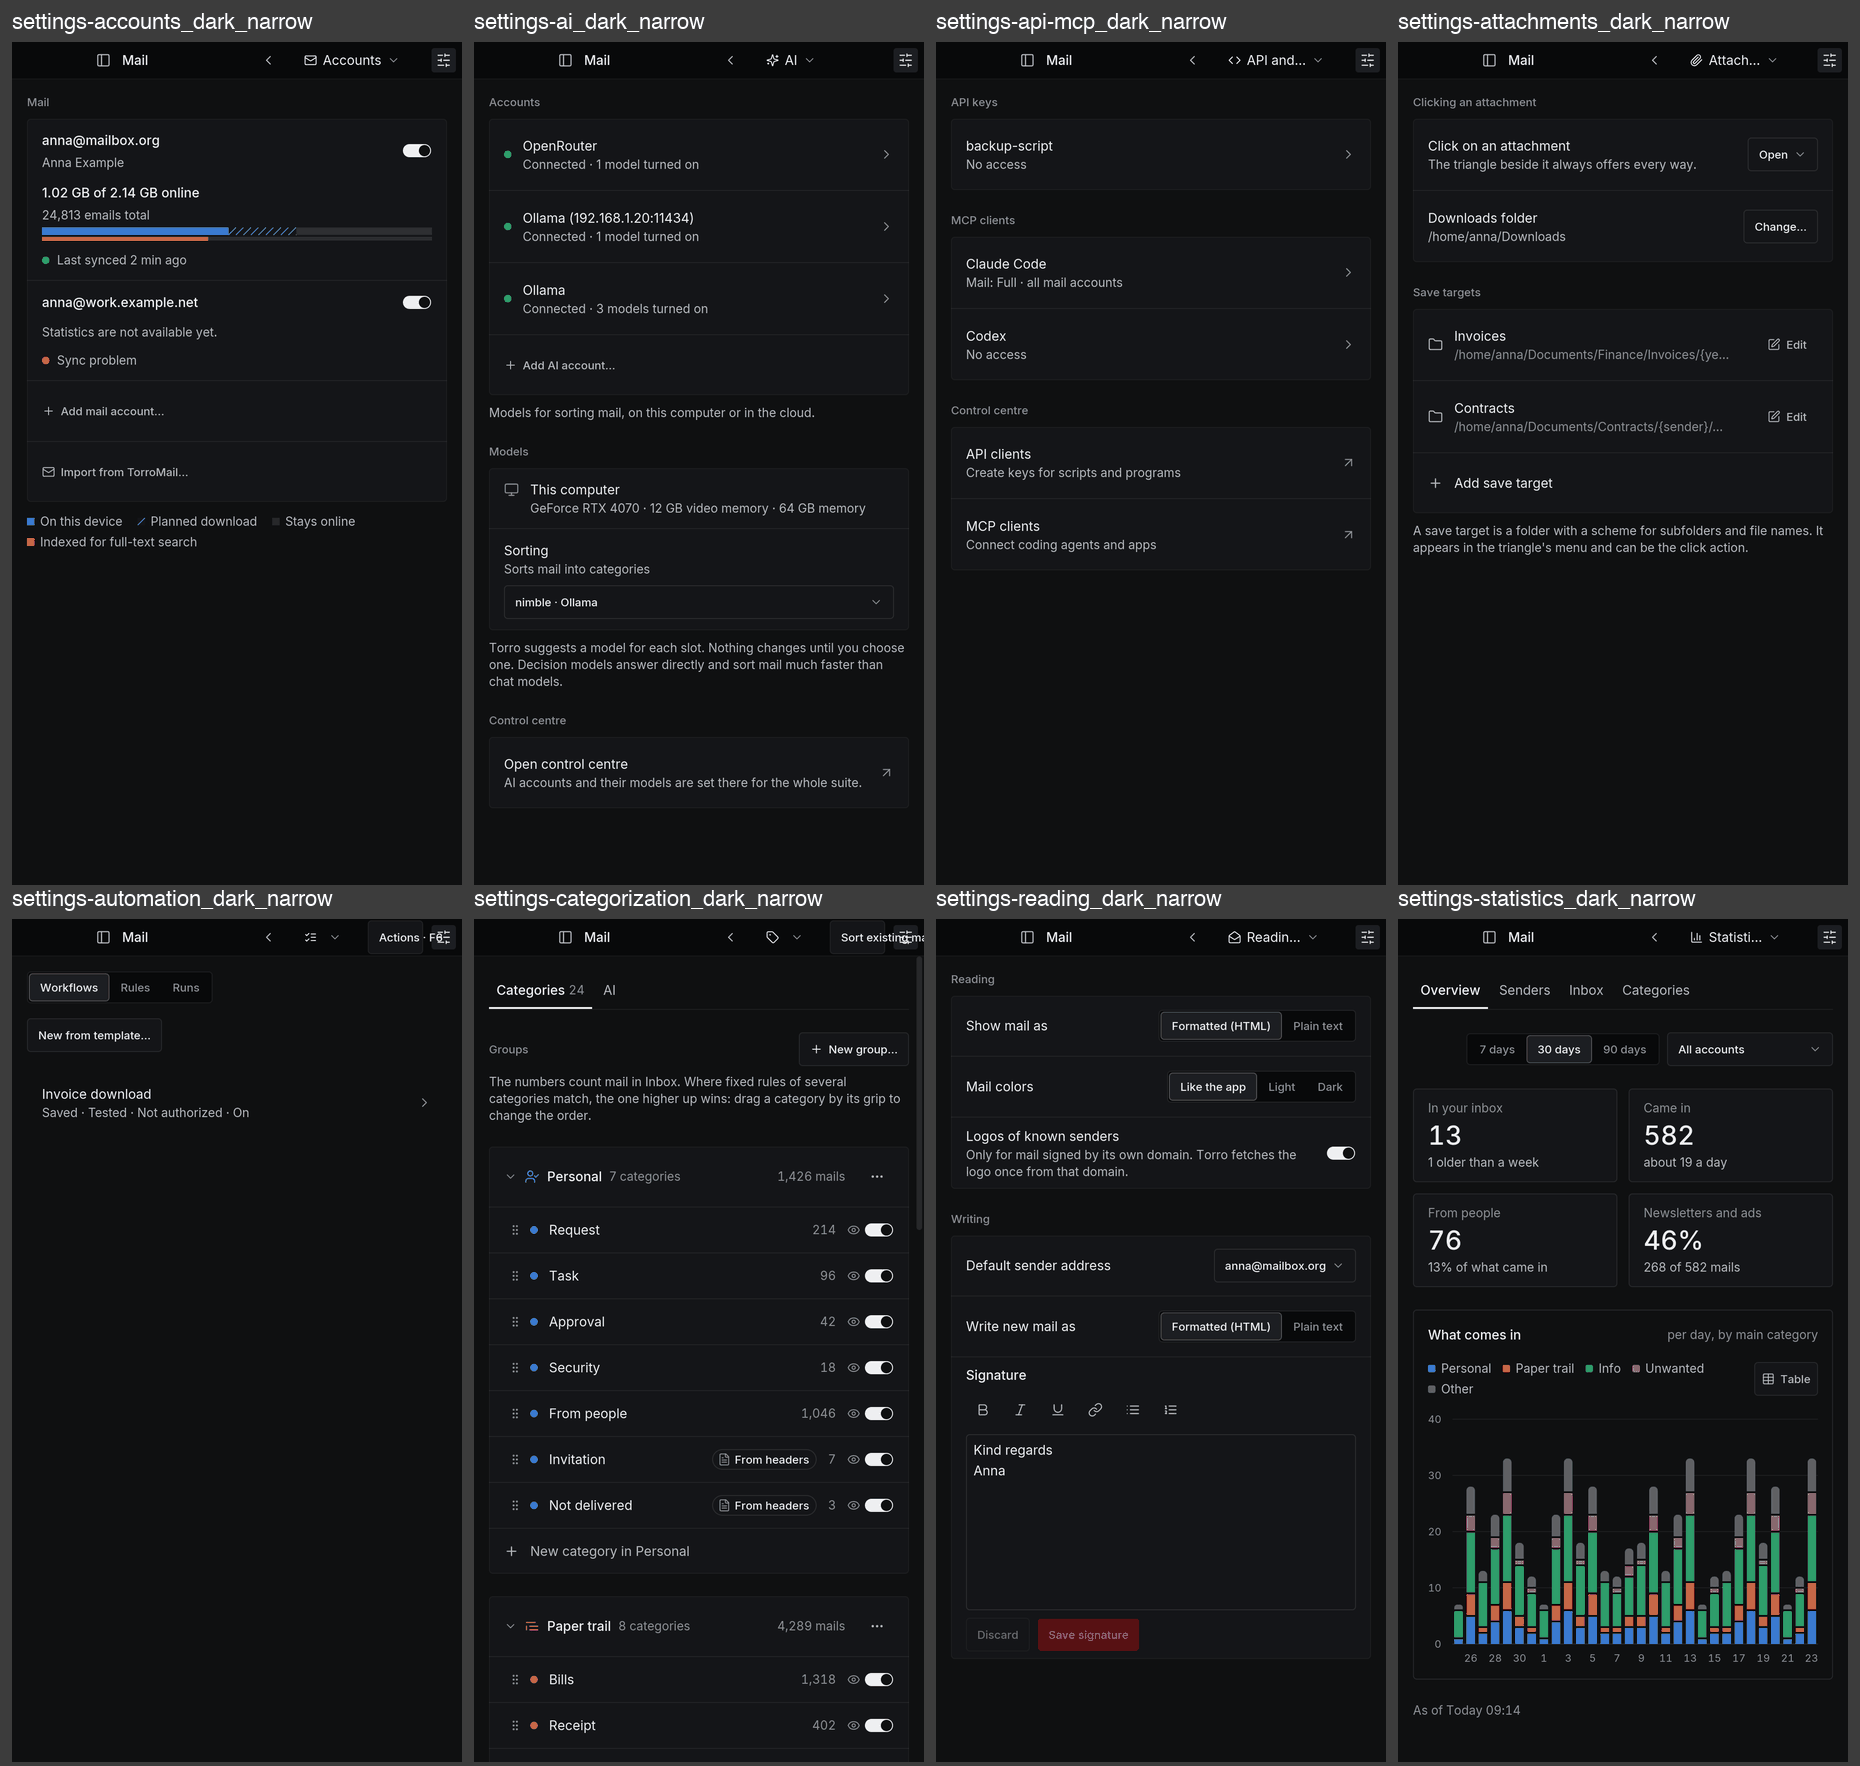 settings-accounts_dark_narrow
Mail
Accounts
Mail
anna@mailbox.org
Anna Example
1.02 GB of 2.14 GB online
24,813 emails total
Last synced 2 min ago
anna@work.example.net
Statistics are not available yet.
Sync problem
Add mail account...
Import from TorroMail...
On this device
Planned download
Stays online
Indexed for full-text search
settings-ai_dark_narrow
Mail
AI
Accounts
OpenRouter
Connected · 1 model turned on
Ollama (192.168.1.20:11434)
Connected · 1 model turned on
Ollama
Connected · 3 models turned on
Add AI account...
Models for sorting mail, on this computer or in the cloud.
Models
This computer
GeForce RTX 4070 · 12 GB video memory · 64 GB memory
Sorting
Sorts mail into categories
nimble · Ollama
Torro suggests a model for each slot. Nothing changes until you choose
one. Decision models answer directly and sort mail much faster than
chat models.
Control centre
Open control centre
AI accounts and their models are set there for the whole suite.
settings-api-mcp_dark_narrow
Mail
API and...
API keys
backup-script
No access
MCP clients
Claude Code
Mail: Full · all mail accounts
Codex
No access
Control centre
API clients
Create keys for scripts and programs
MCP clients
Connect coding agents and apps
settings-attachments_dark_narrow
Mail
Attach...
Clicking an attachment
Click on an attachment
The triangle beside it always offers every way.
Open
Downloads folder
/home/anna/Downloads
Change...
Save targets
Invoices
/home/anna/Documents/Finance/Invoices/{ye...
Edit
Contracts
/home/anna/Documents/Contracts/{sender}/...
Edit
Add save target
A save target is a folder with a scheme for subfolders and file names. It
appears in the triangle's menu and can be the click action.
settings-automation_dark_narrow
Mail
Actions · F6
Workflows
Rules
Runs
New from template...
Invoice download
Saved · Tested · Not authorized · On
settings-categorization_dark_narrow
Mail
Sort existing ma
Categories 24
AI
Groups
New group...
The numbers count mail in Inbox. Where fixed rules of several
categories match, the one higher up wins: drag a category by its grip to
change the order.
Personal 7 categories 1,426 mails
Request 214
Task 96
Approval 42
Security 18
From people 1,046
Invitation From headers 7
Not delivered From headers 3
New category in Personal
Paper trail 8 categories 4,289 mails
Bills 1,318
Receipt 402
settings-reading_dark_narrow
Mail
Readin...
Reading
Show mail as
Formatted (HTML) Plain text
Mail colors
Like the app Light Dark
Logos of known senders
Only for mail signed by its own domain. Torro fetches the
logo once from that domain.
Writing
Default sender address
anna@mailbox.org
Write new mail as
Formatted (HTML) Plain text
Signature
B I U
Kind regards
Anna
Discard
Save signature
settings-statistics_dark_narrow
Mail
Statisti...
Overview
Senders
Inbox
Categories
7 days 30 days 90 days
All accounts
In your inbox
13
1 older than a week
Came in
582
about 19 a day
From people
76
13% of what came in
Newsletters and ads
46%
268 of 582 mails
What comes in
per day, by main category
Personal
Paper trail
Info
Unwanted
Other
Table
40
30
20
10
0
26 28 30 1 3 5 7 9 11 13 15 17 19 21 23
As of Today 09:14